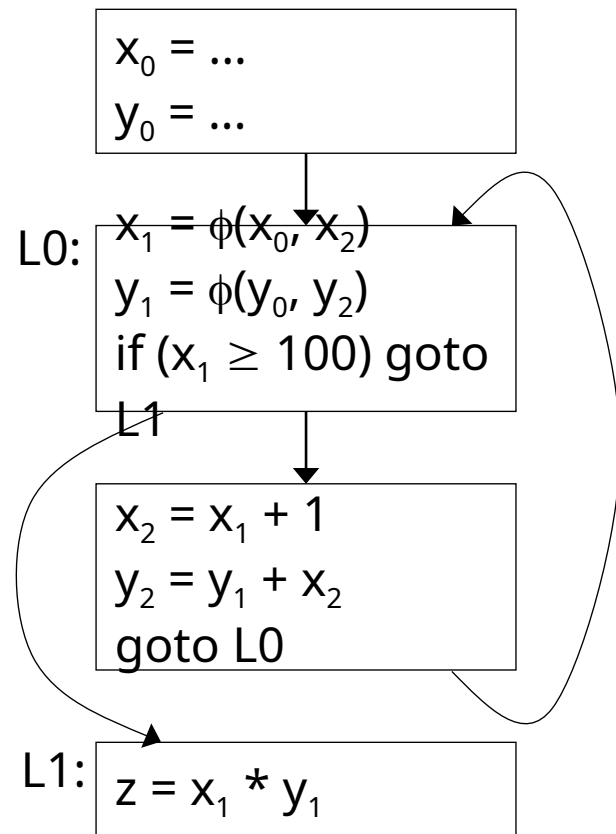 x₀ = ...
y₀ = ...
L0:
x₁ = ϕ(x₀, x₂)
y₁ = ϕ(y₀, y₂)
if (x₁ ≥ 100) goto
L1
x₂ = x₁ + 1
y₂ = y₁ + x₂
goto L0
L1:
z = x₁ * y₁